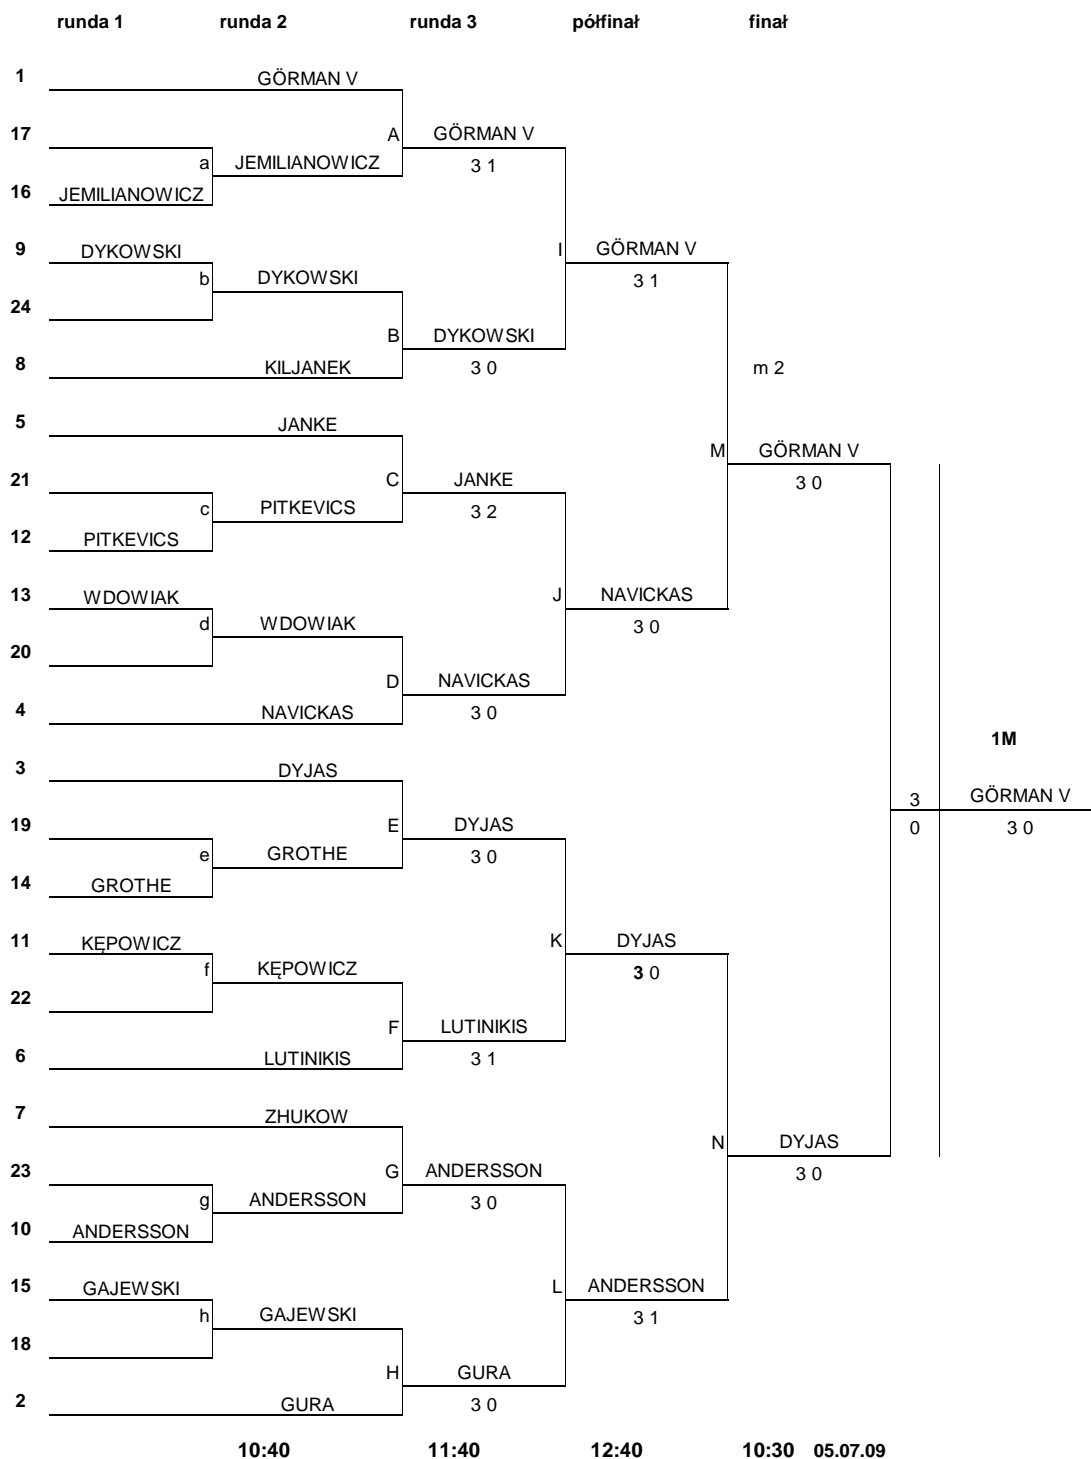 runda 1 runda 2 runda 3 półfinał finał
1 GÖRMAN V
17 A GÖRMAN V
a JEMILIANOWICZ 3 1
16 JEMILIANOWICZ
9 DYKOWSKI I GÖRMAN V
b DYKOWSKI 3 1
24
B DYKOWSKI
8 KILJANEK 3 0 m 2
5 JANKE
M GÖRMAN V
21 C JANKE 3 0
c PITKEVICS 3 2
12 PITKEVICS
13 WDOWIAK J NAVICKAS
d WDOWIAK 3 0
20
D NAVICKAS
4 NAVICKAS 3 0
1M
3 DYJAS
3 GÖRMAN V
19 E DYJAS 0 3 0
e GROTHE 3 0
14 GROTHE
11 KĘPOWICZ K DYJAS
f KĘPOWICZ 3 0
22
F LUTINIKIS
6 LUTINIKIS 3 1
7 ZHUKOW
N DYJAS
23 G ANDERSSON 3 0
g ANDERSSON 3 0
10 ANDERSSON
15 GAJEWSKI L ANDERSSON
h GAJEWSKI 3 1
18
H GURA
2 GURA 3 0
10:40 11:40 12:40 10:30 05.07.09